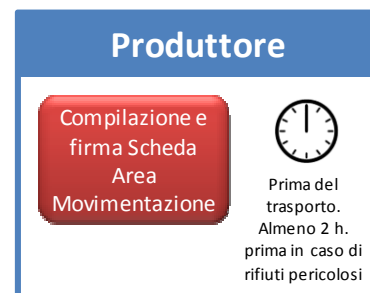 Produttore
Compilazione e
firma Scheda
Area
Movimentazione
Prima del
trasporto.
Almeno 2 h.
prima in caso di
rifiuti pericolosi